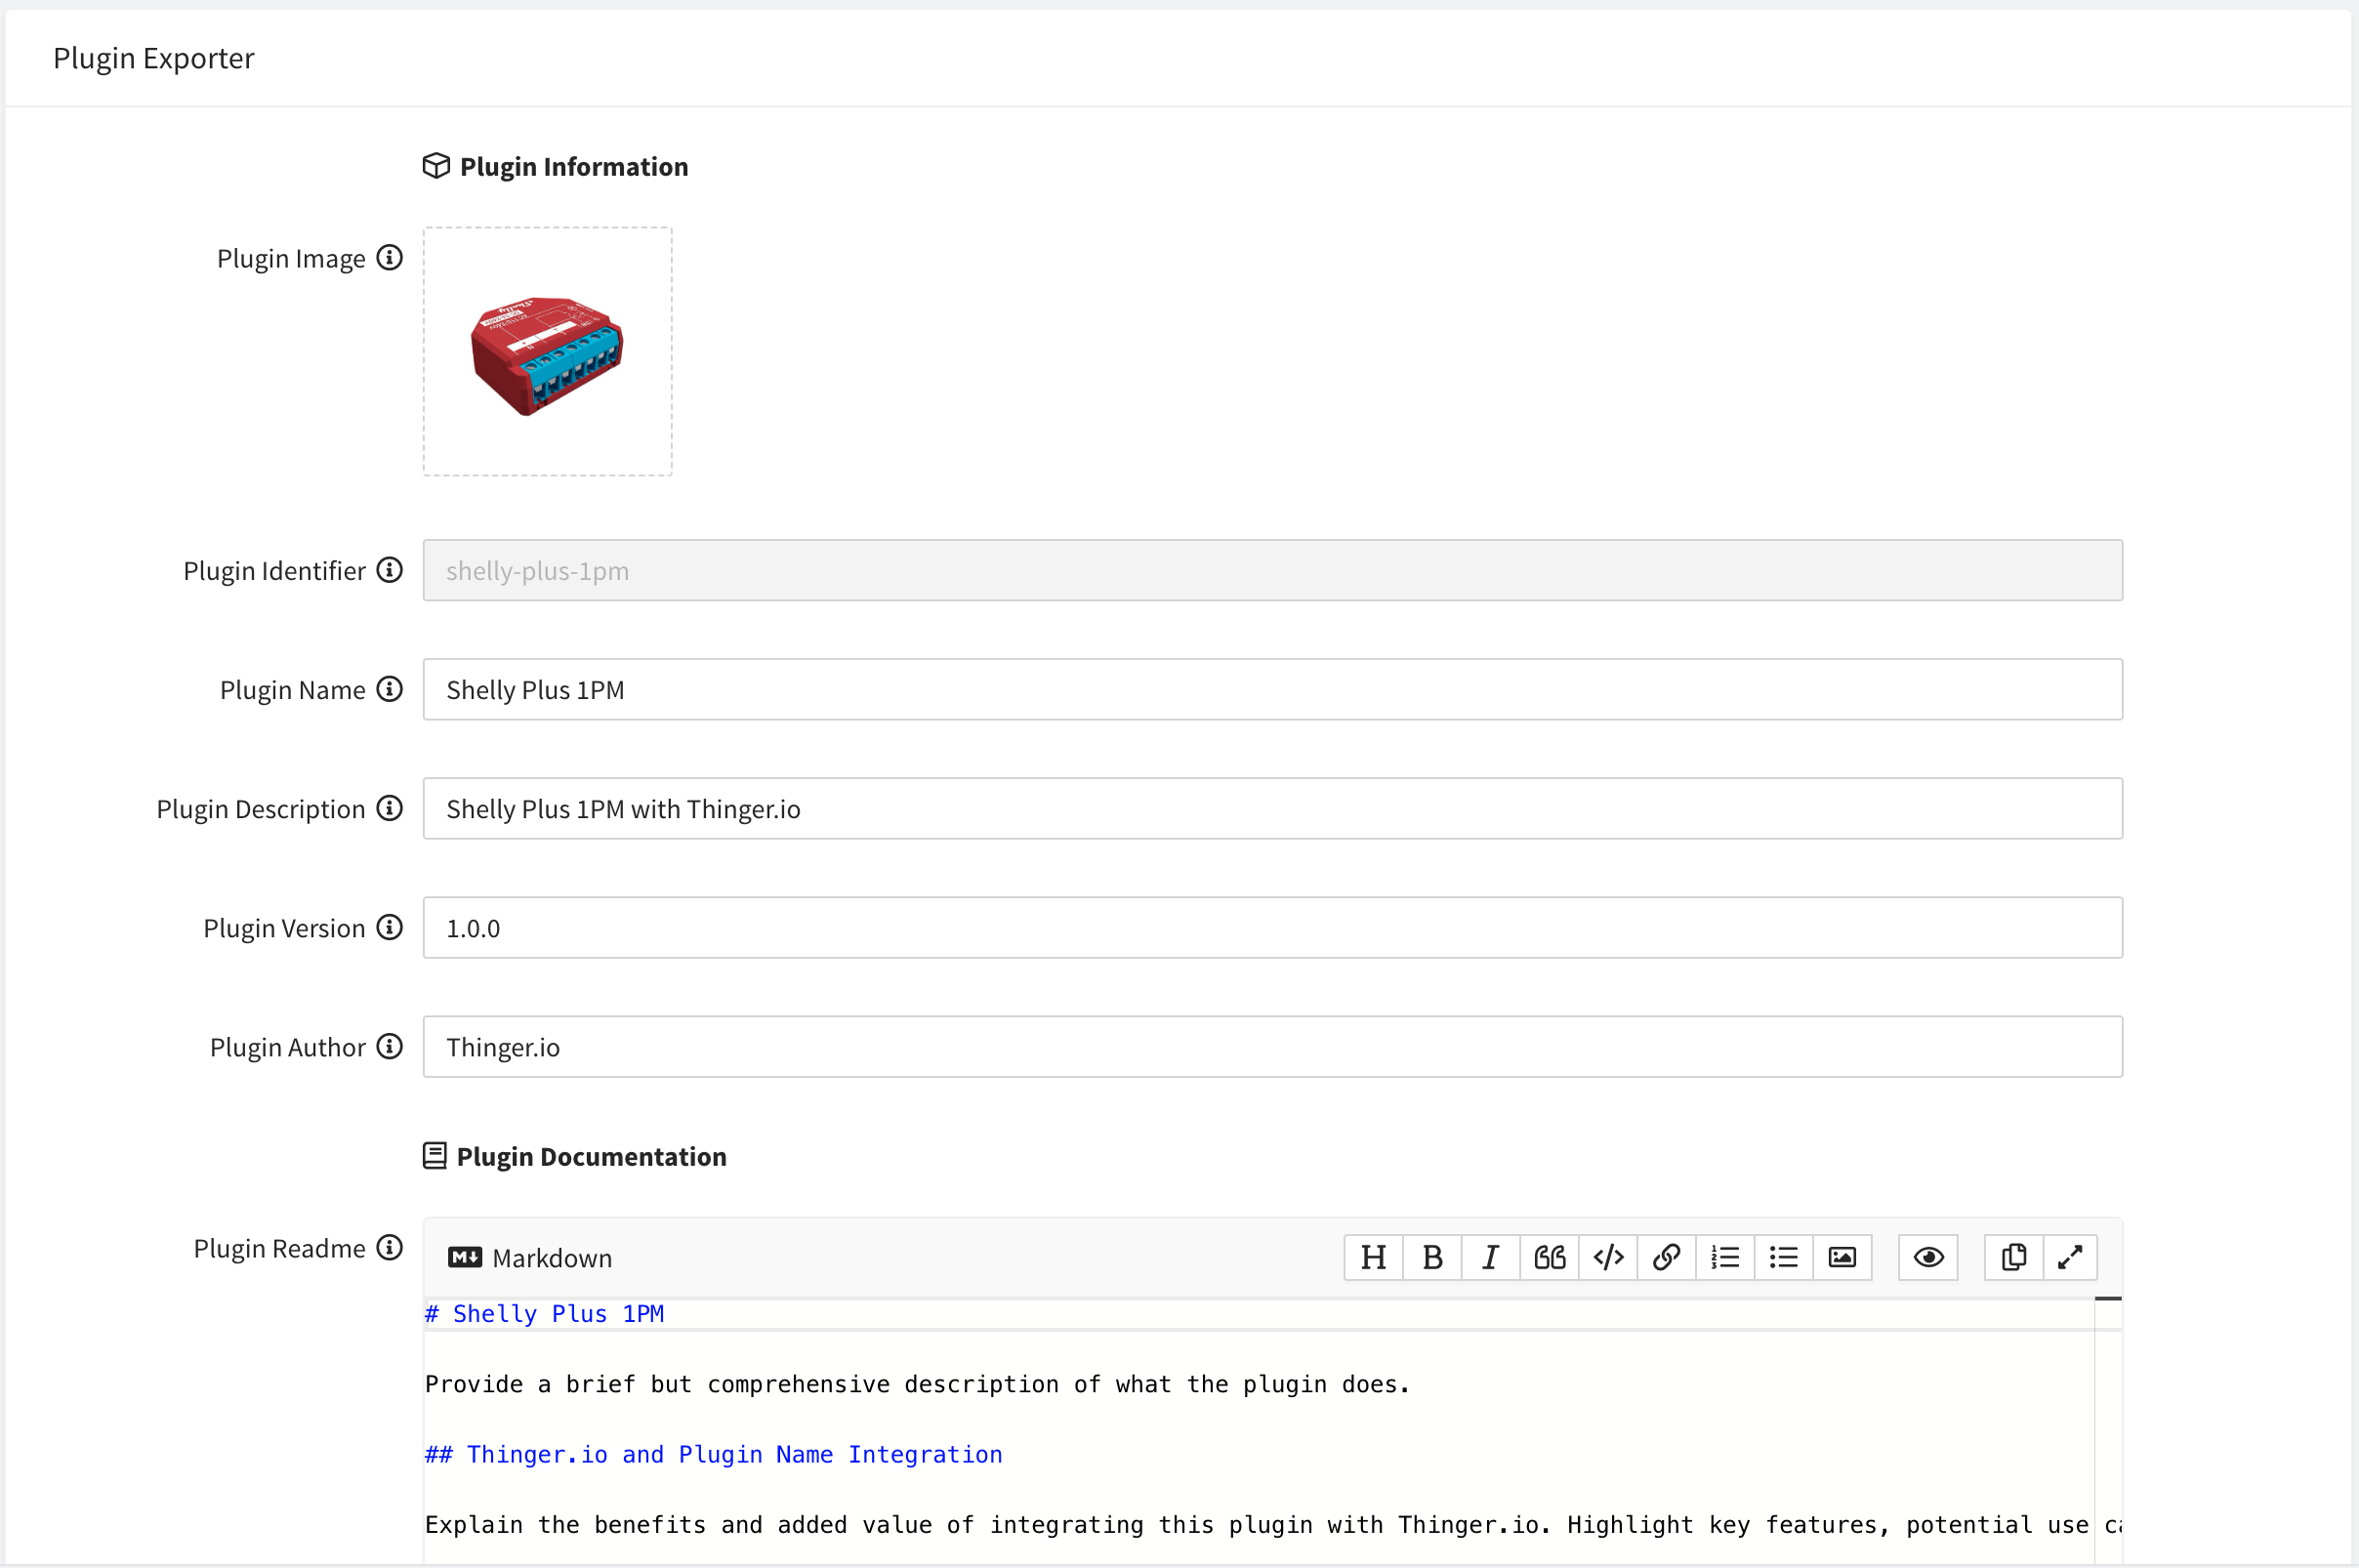 Plugin Exporter
Plugin Information
Plugin Image
Shelly
Plugin Identifier
shelly-plus-1pm
Plugin Name
Shelly Plus 1PM
Plugin Description
Shelly Plus 1PM with Thinger.io
Plugin Version
1.0.0
Plugin Author
Thinger.io
Plugin Documentation
Plugin Readme
Markdown
# Shelly Plus 1PM
Provide a brief but comprehensive description of what the plugin does.
## Thinger.io and Plugin Name Integration
Explain the benefits and added value of integrating this plugin with Thinger.io. Highlight key features, potential use